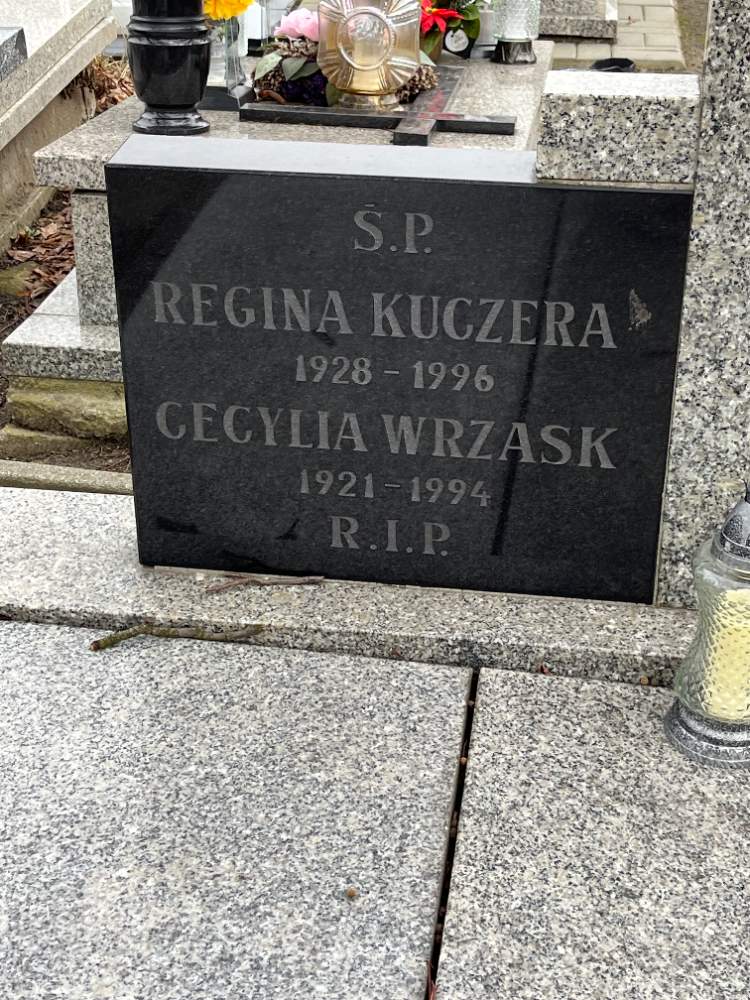 Ś.P.
REGINA KUCZERA
1928 - 1996
CECYLIA WRZASK
1921 - 1994
R.I.P.